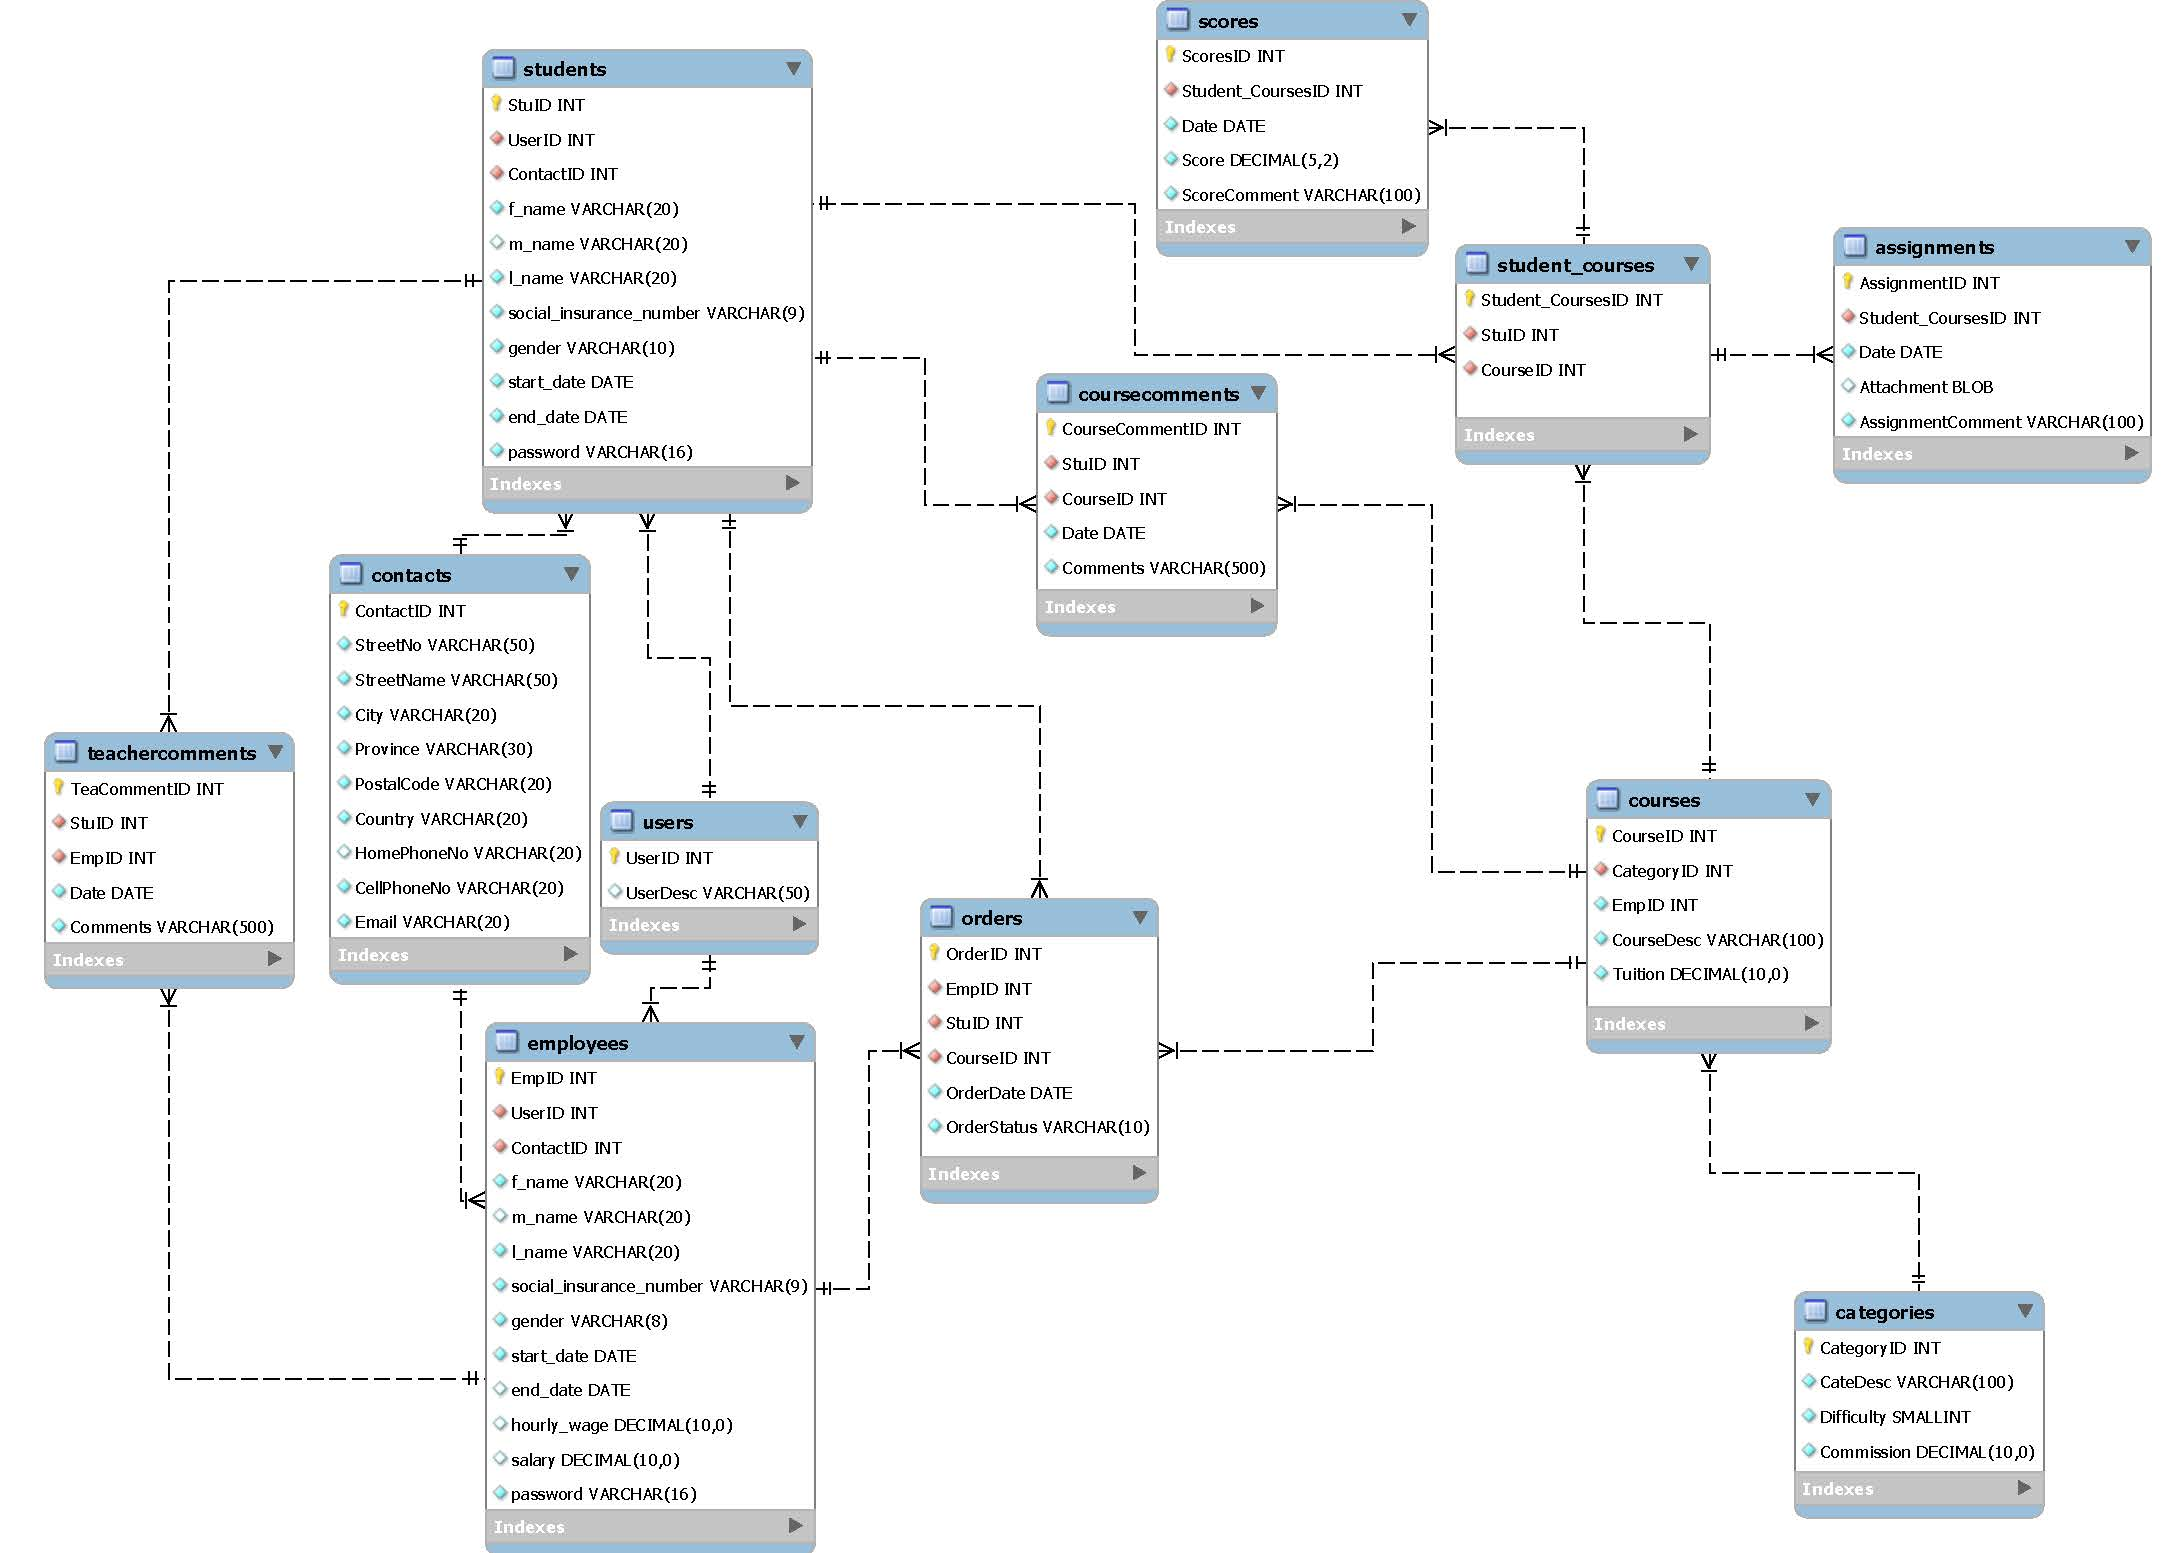 scores
ScoresID INT
Student_CoursesID INT
Date DATE
Score DECIMAL(5,2)
ScoreComment VARCHAR(100)
Indexes
students
StuID INT
UserID INT
ContactID INT
f_name VARCHAR(20)
m_name VARCHAR(20)
l_name VARCHAR(20)
social_insurance_number VARCHAR(9)
gender VARCHAR(10)
start_date DATE
end_date DATE
password VARCHAR(16)
Indexes
student_courses
Student_CoursesID INT
StuID INT
CourseID INT
Indexes
assignments
AssignmentID INT
Student_CoursesID INT
Date DATE
Attachment BLOB
AssignmentComment VARCHAR(100)
Indexes
coursecomments
CourseCommentID INT
StuID INT
CourseID INT
Date DATE
Comments VARCHAR(500)
Indexes
contacts
ContactID INT
StreetNo VARCHAR(50)
StreetName VARCHAR(50)
City VARCHAR(20)
Province VARCHAR(30)
PostalCode VARCHAR(20)
Country VARCHAR(20)
HomePhoneNo VARCHAR(20)
CellPhoneNo VARCHAR(20)
Email VARCHAR(20)
Indexes
teachercomments
TeaCommentID INT
StuID INT
EmpID INT
Date DATE
Comments VARCHAR(500)
Indexes
users
UserID INT
UserDesc VARCHAR(50)
Indexes
courses
CourseID INT
CategoryID INT
EmpID INT
CourseDesc VARCHAR(100)
Tuition DECIMAL(10,0)
Indexes
orders
OrderID INT
EmpID INT
StuID INT
CourseID INT
OrderDate DATE
OrderStatus VARCHAR(10)
Indexes
employees
EmpID INT
UserID INT
ContactID INT
f_name VARCHAR(20)
m_name VARCHAR(20)
l_name VARCHAR(20)
social_insurance_number VARCHAR(9)
gender VARCHAR(8)
start_date DATE
end_date DATE
hourly_wage DECIMAL(10,0)
salary DECIMAL(10,0)
password VARCHAR(16)
Indexes
categories
CategoryID INT
CateDesc VARCHAR(100)
Difficulty SMALLINT
Commission DECIMAL(10,0)
Indexes